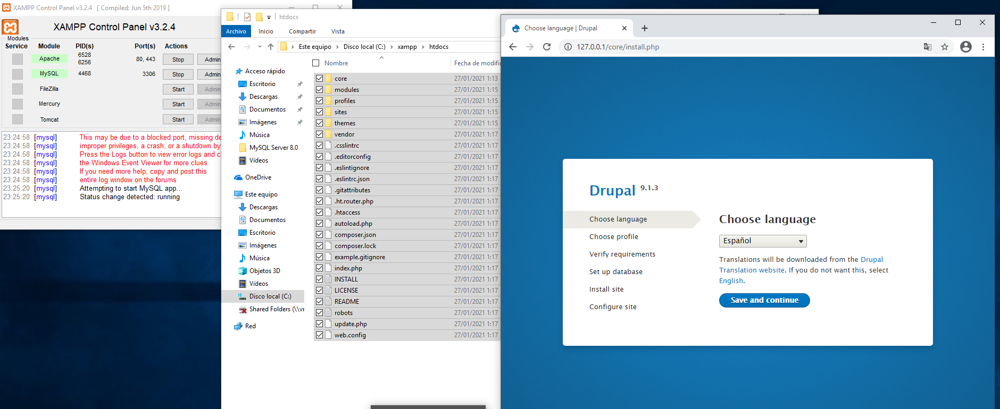 XAMPP Control Panel v3.2.4 [ Compiled: Jun 5th 2019 ]
XAMPP Control Panel v3.2.4
Modules
Service Module PID(s) Port(s) Actions
Apache 6528 6256 80, 443 Stop Admin
MySQL 4468 3306 Stop Admin
FileZilla Start Admin
Mercury Start Admin
Tomcat Start Admin
23:24:58 [mysql] This may be due to a blocked port, missing de
23:24:58 [mysql] improper privileges, a crash, or a shutdown by
23:24:58 [mysql] Press the Logs button to view error logs and c
23:24:58 [mysql] the Windows Event Viewer for more clues
23:24:58 [mysql] If you need more help, copy and post this
23:24:58 [mysql] entire log window on the forums
23:25:20 [mysql] Attempting to start MySQL app...
23:25:20 [mysql] Status change detected: running
htdocs
Archivo Inicio Compartir Vista
Este equipo > Disco local (C:) > xampp > htdocs
Acceso rápido
Escritorio
Descargas
Documentos
Imágenes
Música
MySQL Server 8.0
Vídeos
OneDrive
Este equipo
Descargas
Documentos
Escritorio
Imágenes
Música
Objetos 3D
Vídeos
Disco local (C:)
Shared Folders (\\vr
Red
Nombre Fecha de modific
core 27/01/2021 1:13
modules 27/01/2021 1:15
profiles 27/01/2021 1:15
sites 27/01/2021 1:15
themes 27/01/2021 1:15
vendor 27/01/2021 1:17
.csslintrc 27/01/2021 1:17
.editorconfig 27/01/2021 1:17
.eslintignore 27/01/2021 1:17
.eslintrc.json 27/01/2021 1:17
.gitattributes 27/01/2021 1:17
.ht.router.php 27/01/2021 1:17
.htaccess 27/01/2021 1:17
autoload.php 27/01/2021 1:17
composer.json 27/01/2021 1:17
composer.lock 27/01/2021 1:17
example.gitignore 27/01/2021 1:17
index.php 27/01/2021 1:17
INSTALL 27/01/2021 1:17
LICENSE 27/01/2021 1:17
README 27/01/2021 1:17
robots 27/01/2021 1:17
update.php 27/01/2021 1:17
web.config 27/01/2021 1:17
Choose language | Drupal
127.0.0.1/core/install.php
Drupal 9.1.3
Choose language
Choose profile
Verify requirements
Set up database
Install site
Configure site
Choose language
Español
Translations will be downloaded from the Drupal
Translation website. If you do not want this, select
English.
Save and continue